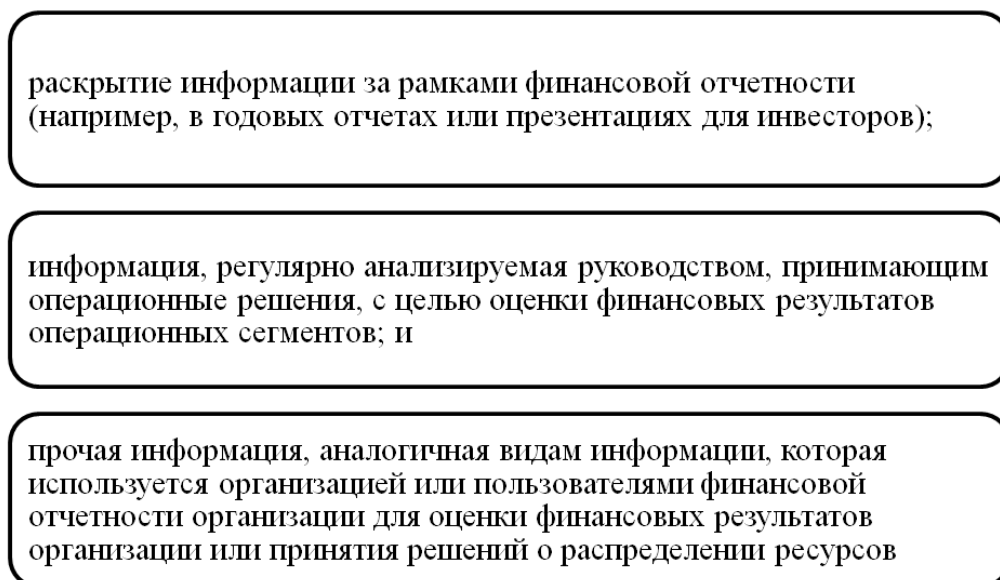 раскрытие информации за рамками финансовой отчетности
(например, в годовых отчетах или презентациях для инвесторов);
информация, регулярно анализируемая руководством, принимающим
операционные решения, с целью оценки финансовых результатов
операционных сегментов; и
прочая информация, аналогичная видам информации, которая
используется организацией или пользователями финансовой
отчетности организации для оценки финансовых результатов
организации или принятия решений о распределении ресурсов